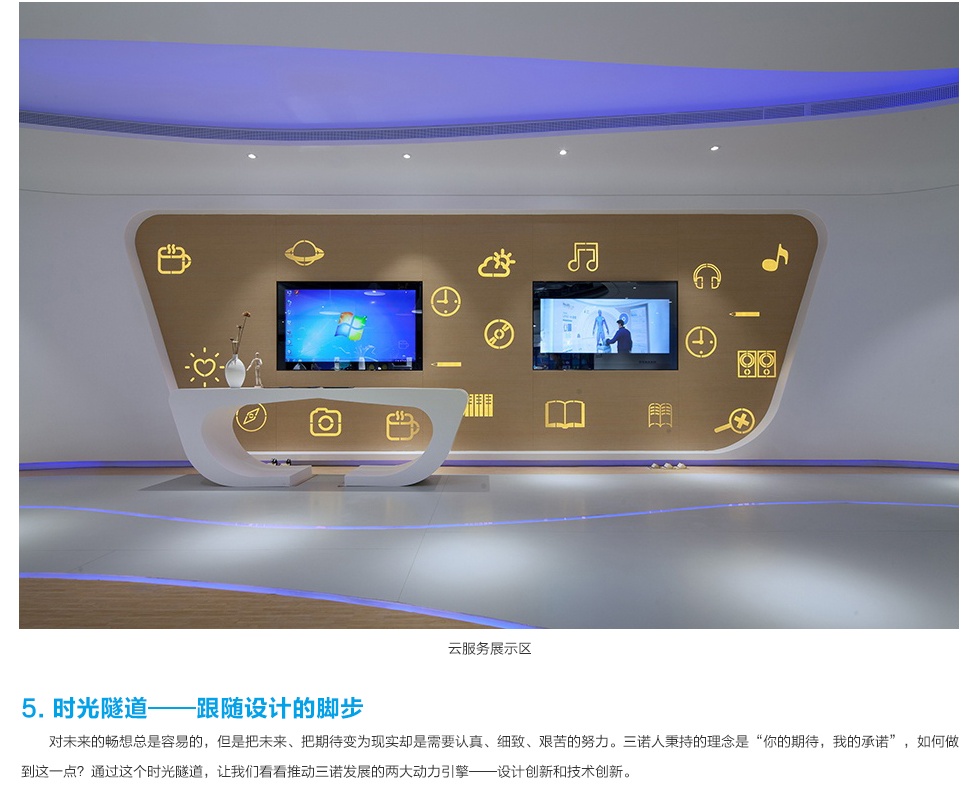 云服务展示区
5. 时光隧道——跟随设计的脚步
对未来的畅想总是容易的，但是把未来、把期待变为现实却是需要认真、细致、艰苦的努力。三诺人秉持的理念是“你的期待，我的承诺”，如何做
到这一点？通过这个时光隧道，让我们看看推动三诺发展的两大动力引擎——设计创新和技术创新。